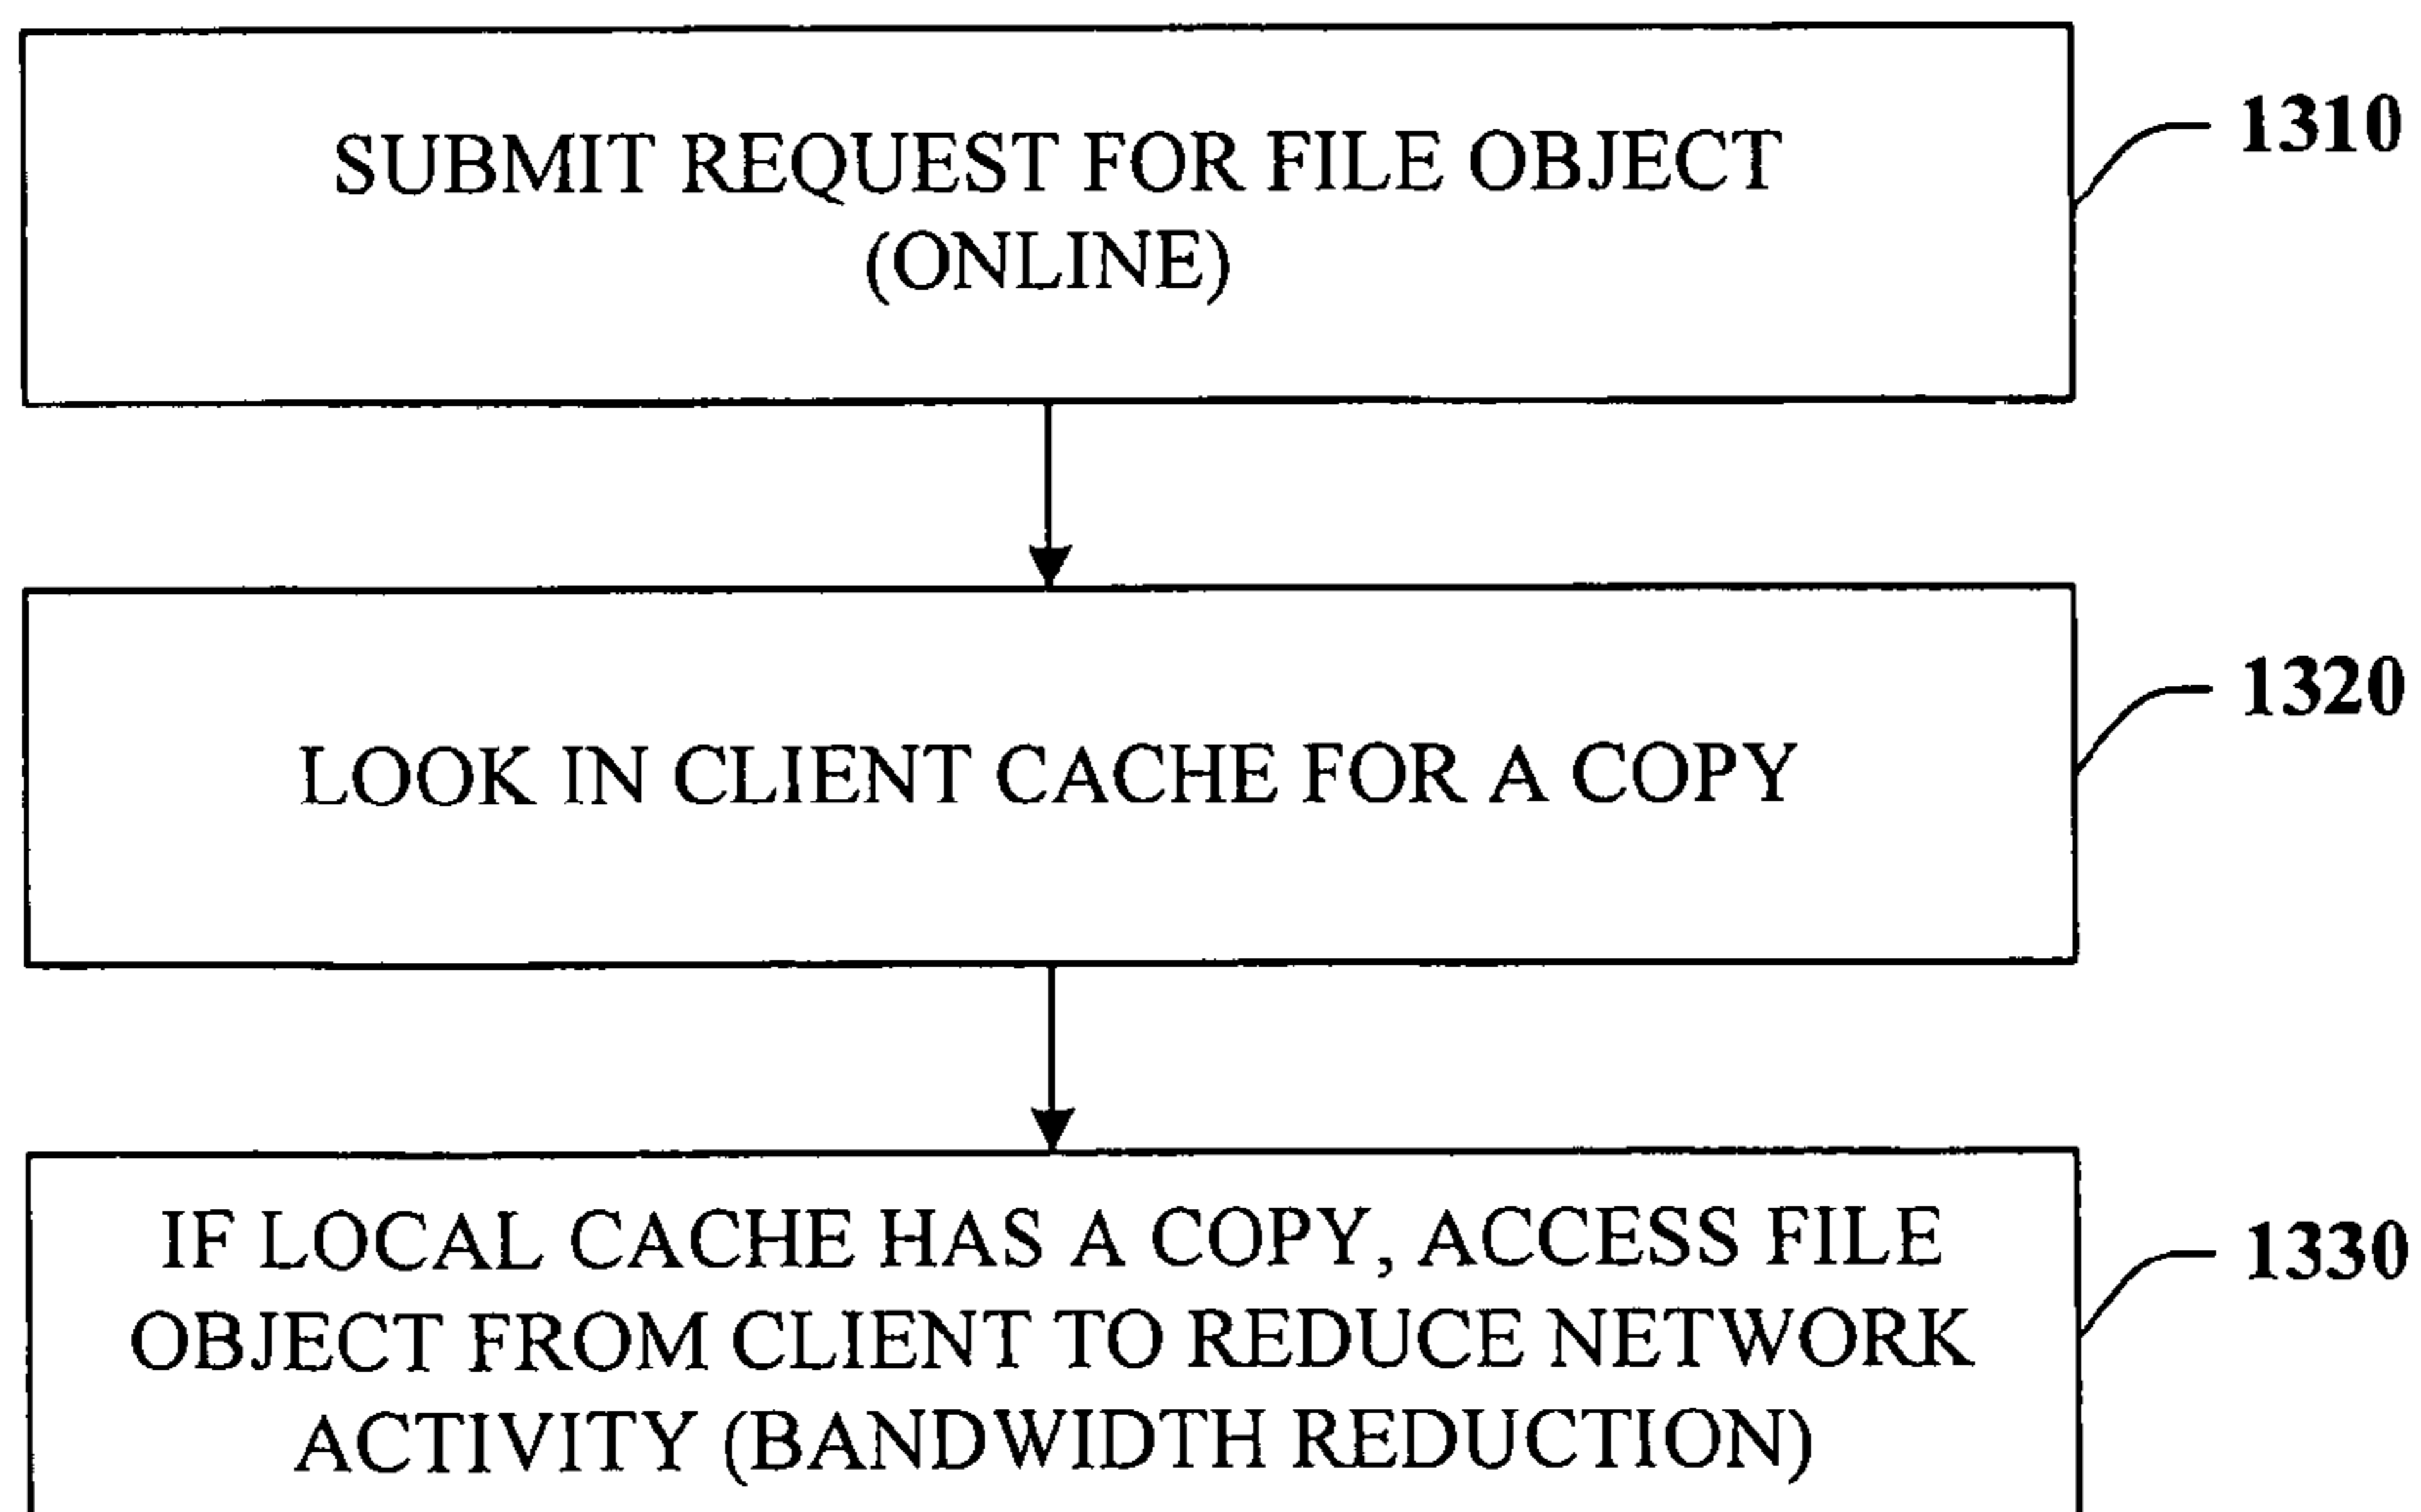 SUBMIT REQUEST FOR FILE OBJECT
(ONLINE)
1310
LOOK IN CLIENT CACHE FOR A COPY
1320
IF LOCAL CACHE HAS A COPY, ACCESS FILE
OBJECT FROM CLIENT TO REDUCE NETWORK
ACTIVITY (BANDWIDTH REDUCTION)
1330